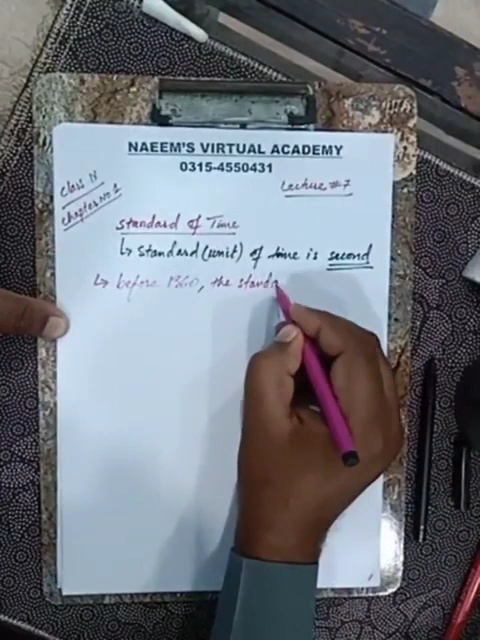 NAEEM'S VIRTUAL ACADEMY
0315-4550431
Class IX
Chapter No 1
Lecture # 7
Standard of Time
↳ Standard (unit) of time is second
↳ before 1960, the standa